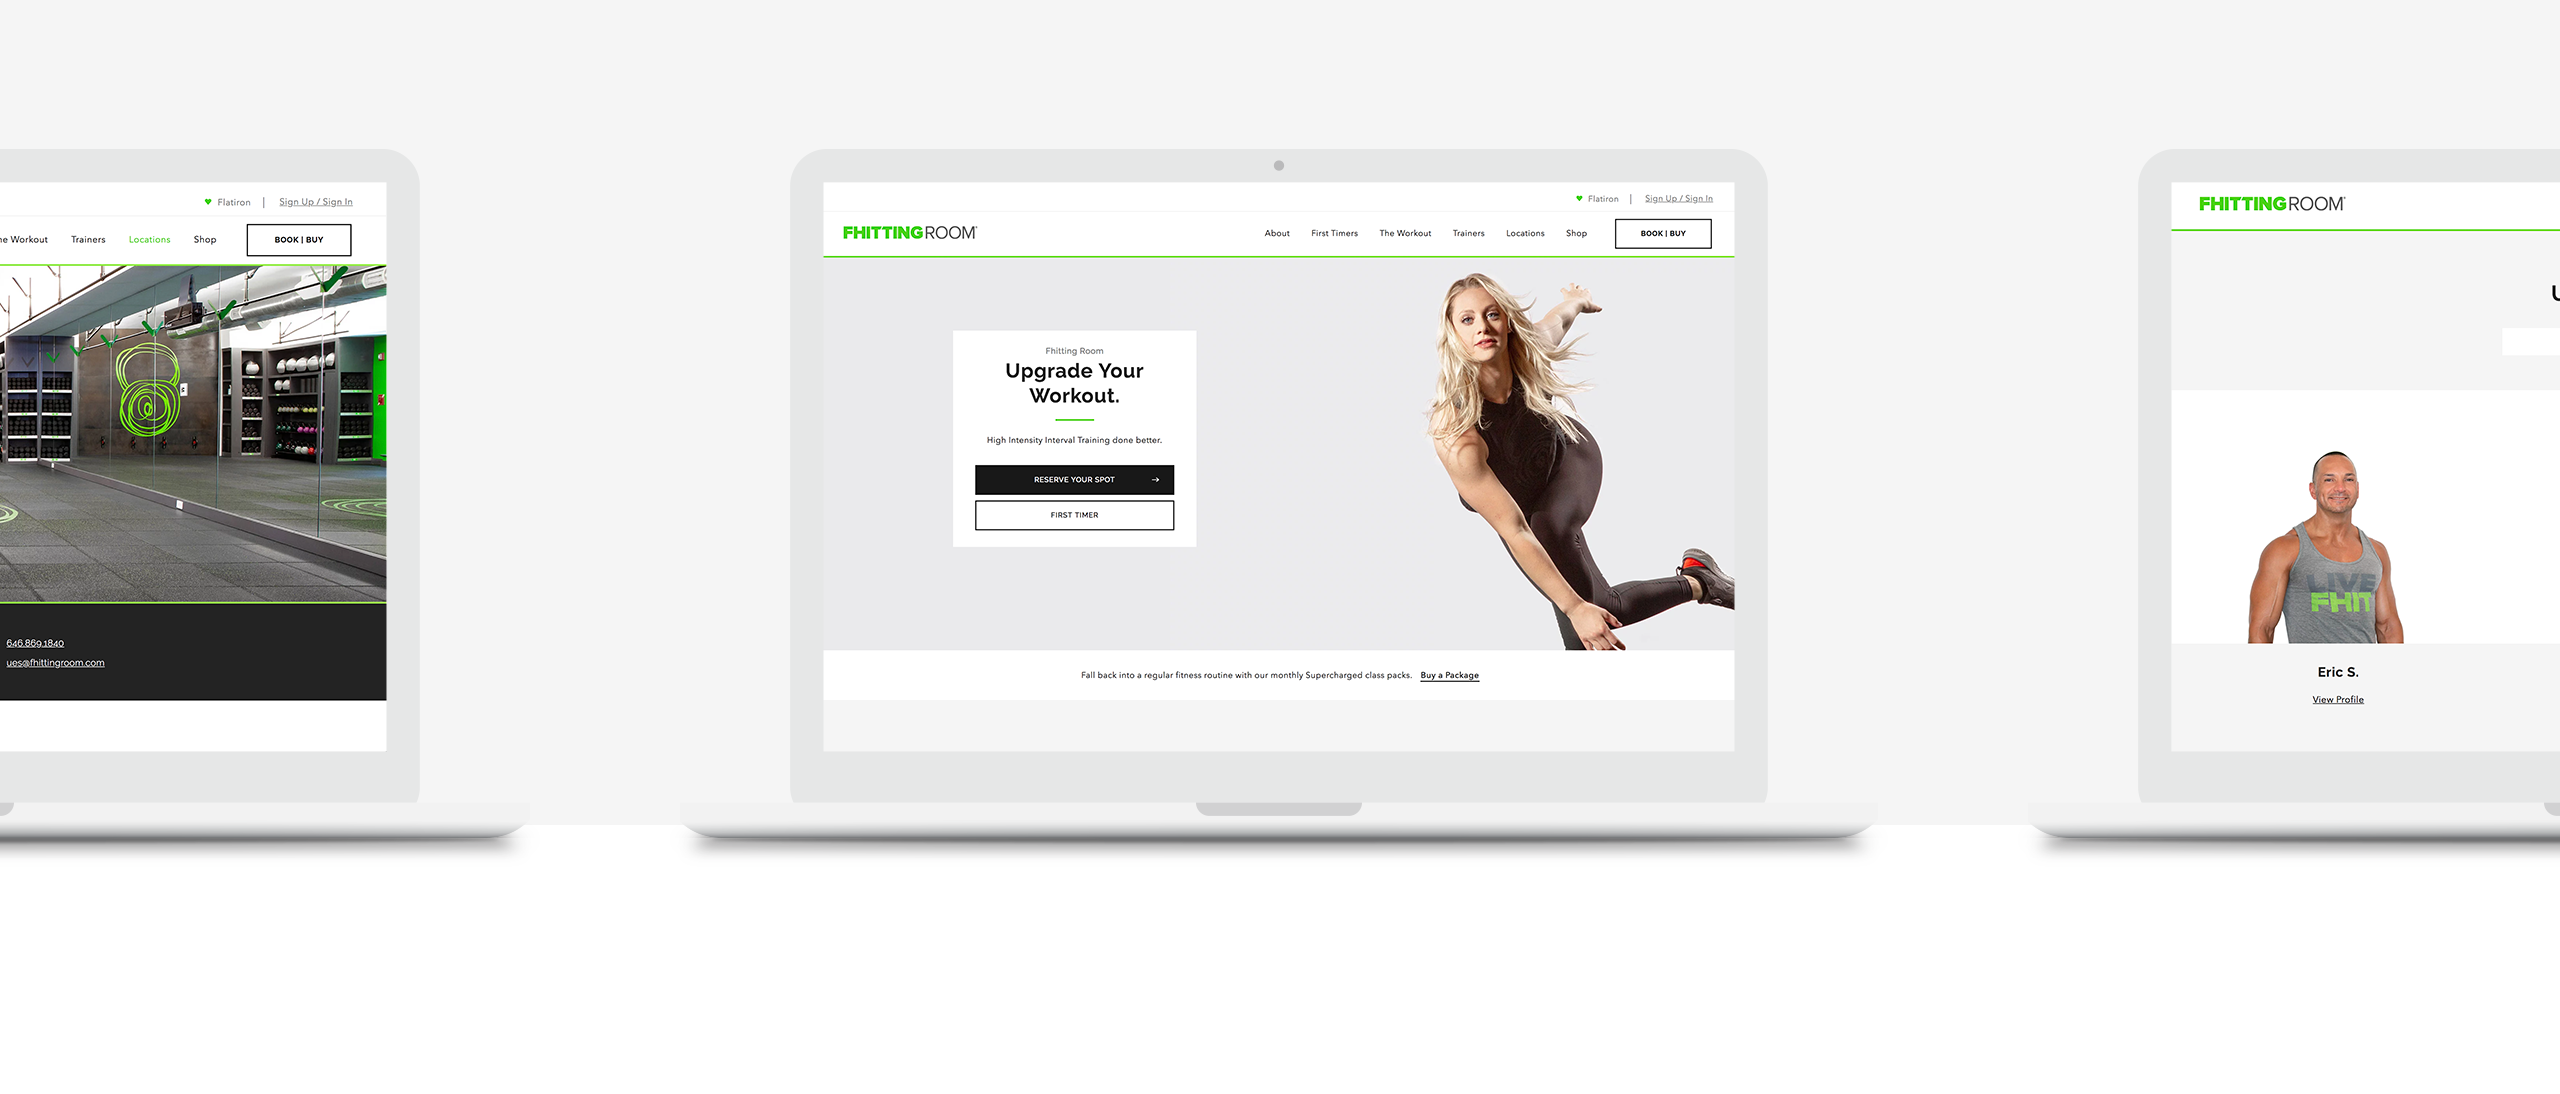 Flatiron | Sign Up / Sign In
Workout Trainers Locations Shop BOOK | BUY
646.869.1840
ues@fhittingroom.com
Flatiron | Sign Up / Sign In
FHITTINGROOM
About First Timers The Workout Trainers Locations Shop BOOK | BUY
Fhitting Room
Upgrade Your
Workout.
High Intensity Interval Training done better.
RESERVE YOUR SPOT →
FIRST TIMER
Fall back into a regular fitness routine with our monthly Supercharged class packs. Buy a Package
FHITTINGROOM
LIVE
FHIT
Eric S.
View Profile